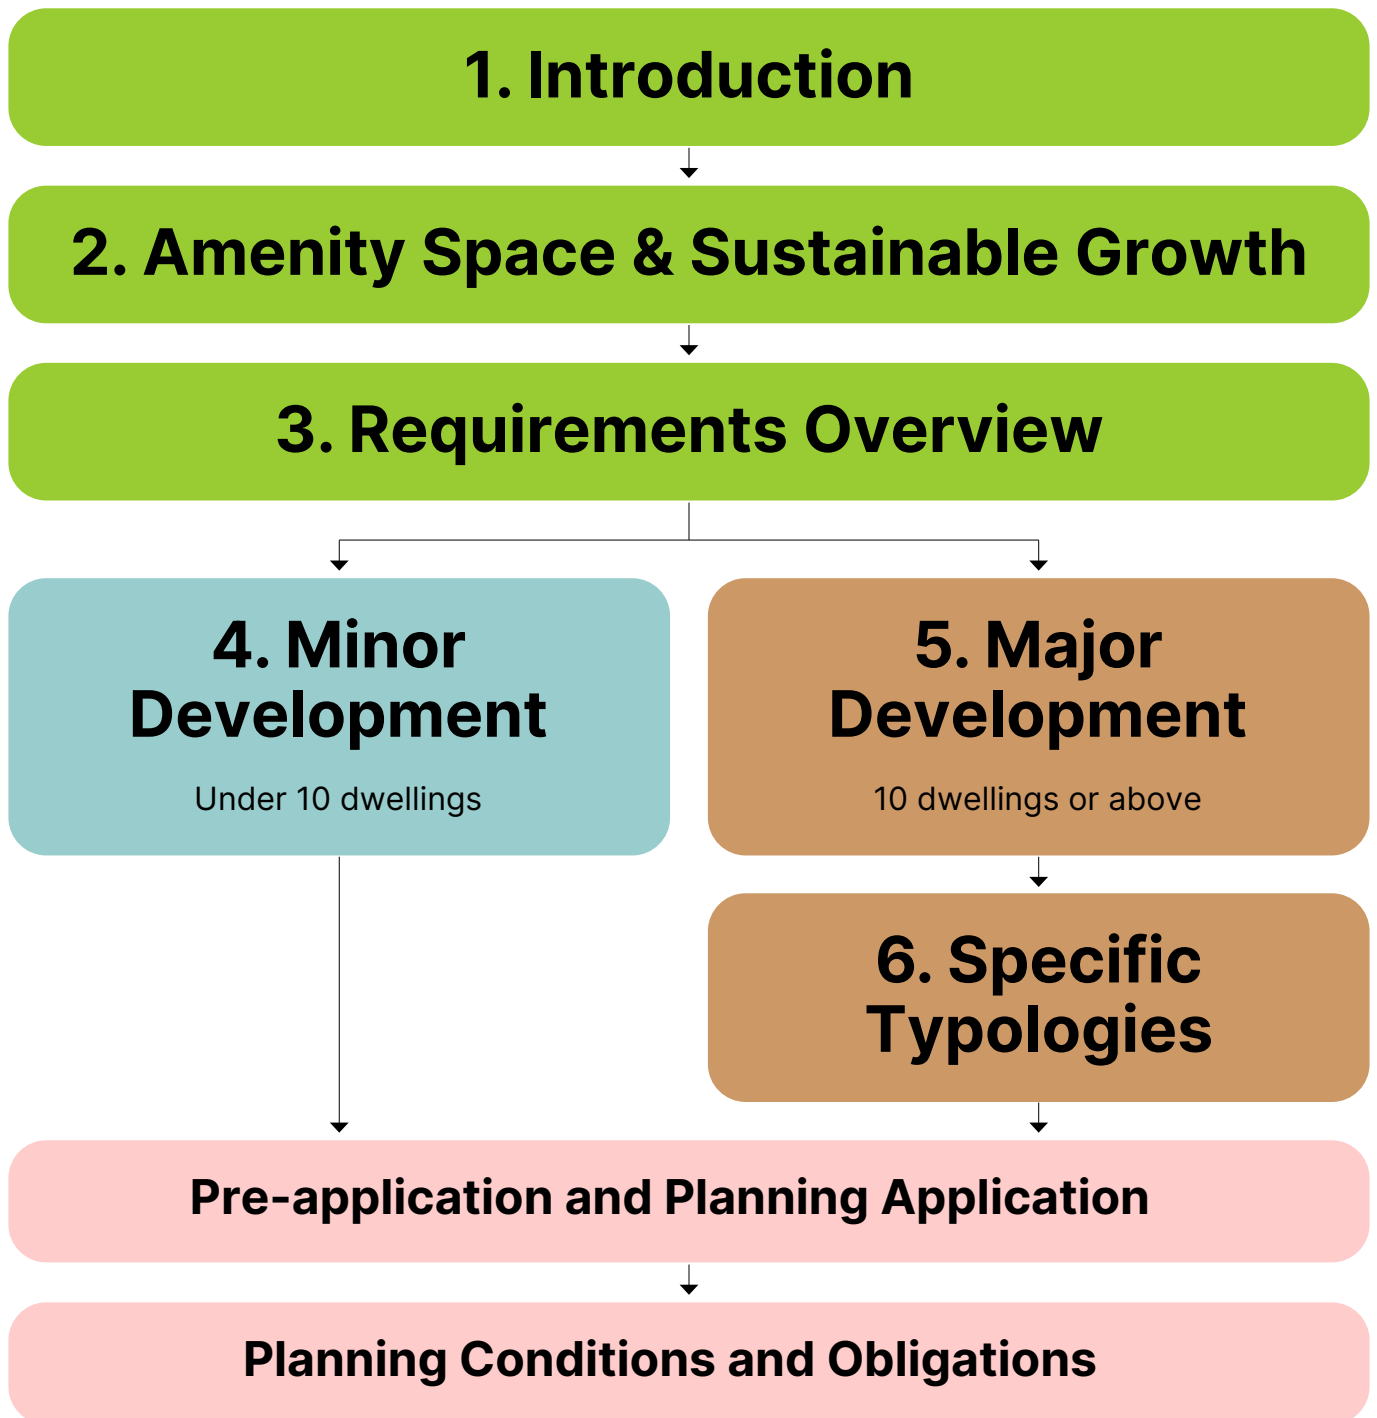 1. Introduction
2. Amenity Space & Sustainable Growth
3. Requirements Overview
4. Minor
Development
Under 10 dwellings
5. Major
Development
10 dwellings or above
6. Specific
Typologies
Pre-application and Planning Application
Planning Conditions and Obligations